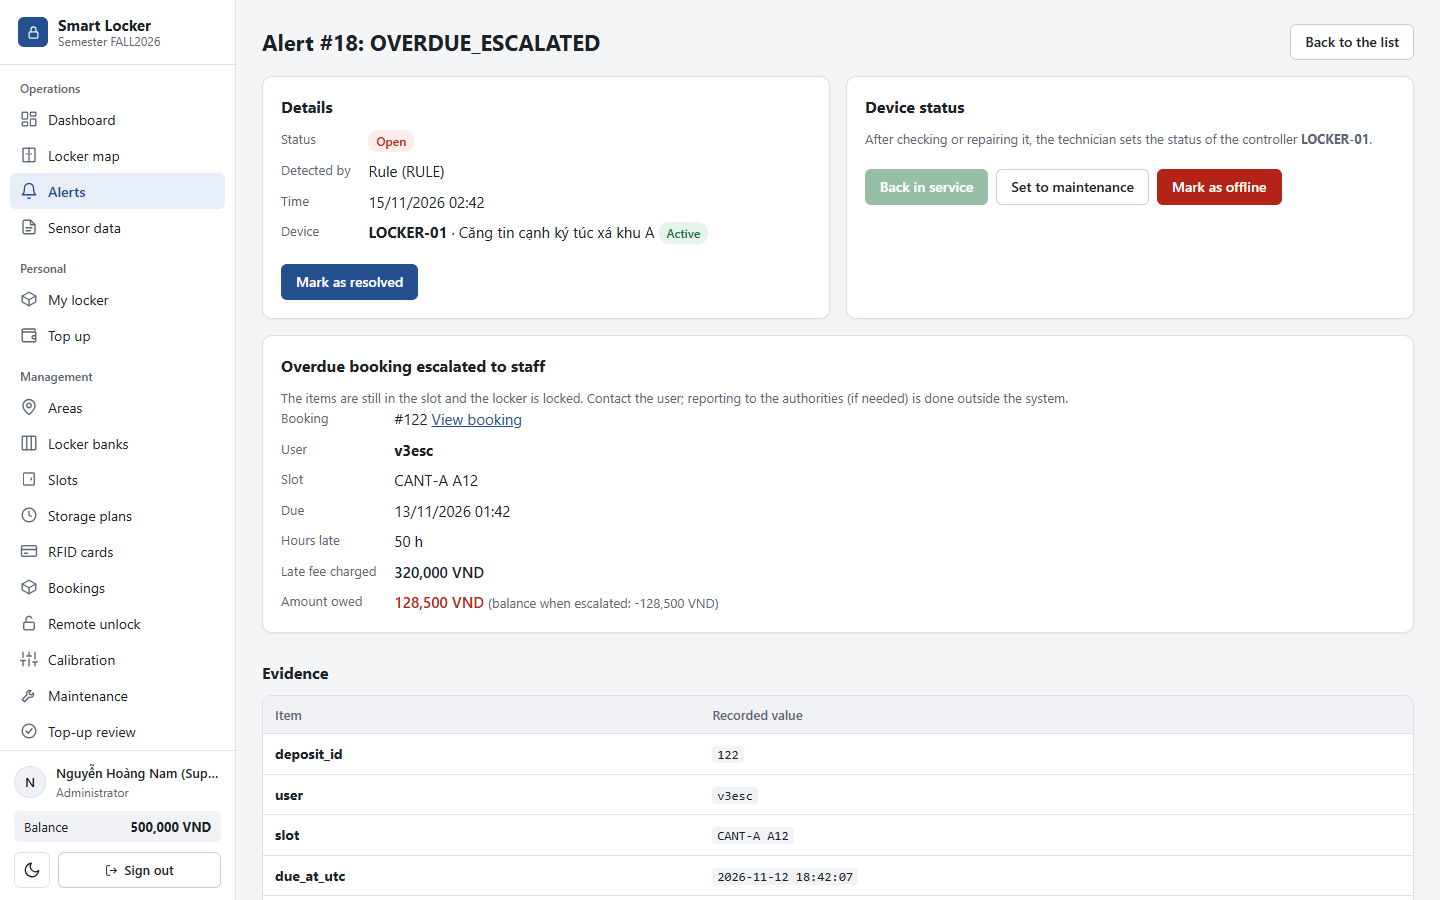 Smart Locker
Semester FALL2026
Operations
Dashboard
Locker map
Alerts
Sensor data
Personal
My locker
Top up
Management
Areas
Locker banks
Slots
Storage plans
RFID cards
Bookings
Remote unlock
Calibration
Maintenance
Top-up review
N
Nguyễn Hoàng Nam (Sup...
Administrator
Balance 500,000 VND
Sign out
Alert #18: OVERDUE_ESCALATED
Back to the list
Details
Status Open
Detected by Rule (RULE)
Time 15/11/2026 02:42
Device LOCKER-01 · Căng tin cạnh ký túc xá khu A Active
Mark as resolved
Device status
After checking or repairing it, the technician sets the status of the controller LOCKER-01.
Back in service Set to maintenance Mark as offline
Overdue booking escalated to staff
The items are still in the slot and the locker is locked. Contact the user; reporting to the authorities (if needed) is done outside the system.
Booking #122 View booking
User v3esc
Slot CANT-A A12
Due 13/11/2026 01:42
Hours late 50 h
Late fee charged 320,000 VND
Amount owed 128,500 VND (balance when escalated: -128,500 VND)
Evidence
Item Recorded value
deposit_id 122
user v3esc
slot CANT-A A12
due_at_utc 2026-11-12 18:42:07